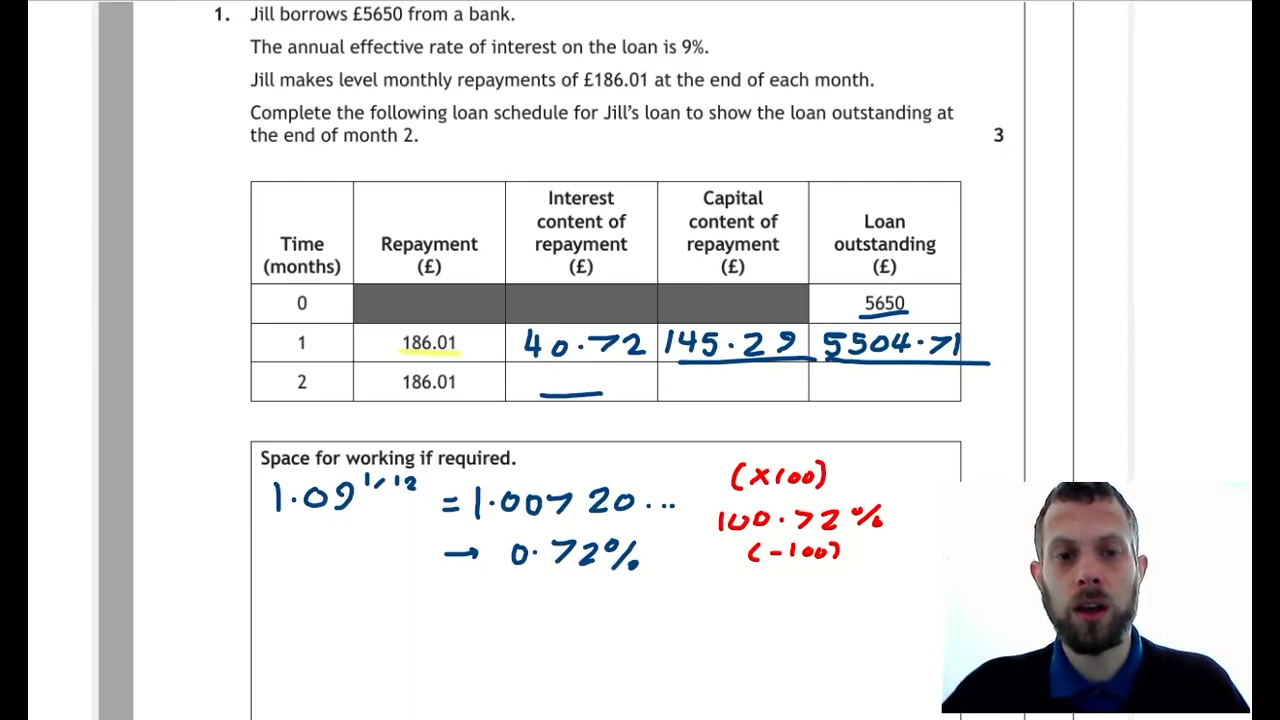 1. Jill borrows £5650 from a bank.
The annual effective rate of interest on the loan is 9%.
Jill makes level monthly repayments of £186.01 at the end of each month.
Complete the following loan schedule for Jill's loan to show the loan outstanding at
the end of month 2. 3
Time (months) Repayment (£) Interest content of repayment (£) Capital content of repayment (£) Loan outstanding (£)
0 5650
1 186.01 40.72 145.29 5504.71
2 186.01
Space for working if required.
1.09^1/12 = 1.00720... (×100)
100.72%
→ 0.72% (-100)